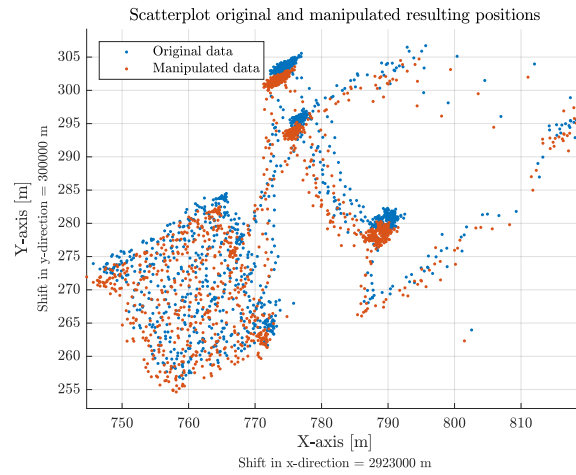 Scatterplot original and manipulated resulting positions
Original data
Manipulated data
305
300
295
290
285
280
275
270
265
260
255
Y-axis [m]
Shift in y-direction = 300000 m
750
760
770
780
790
800
810
X-axis [m]
Shift in x-direction = 2923000 m